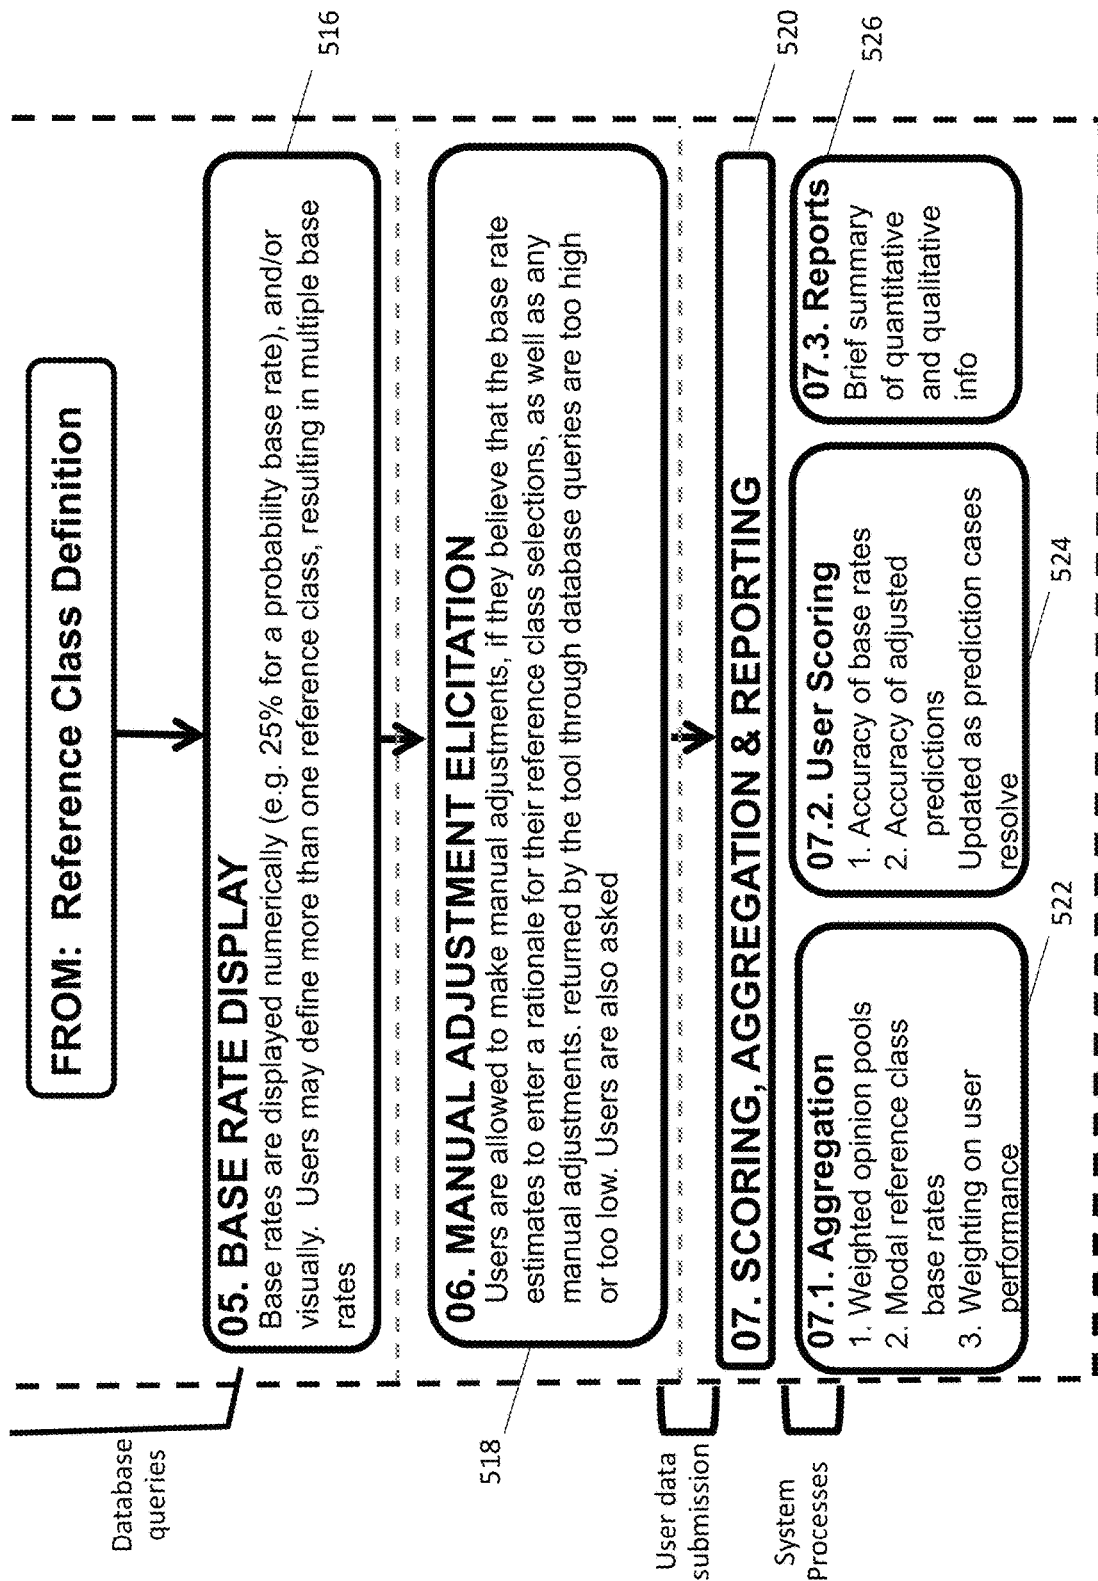 FROM:  Reference Class Definition
516
05. BASE RATE DISPLAY
Base rates are displayed numerically (e.g. 25% for a probability base rate), and/or
visually.  Users may define more than one reference class, resulting in multiple base
rates
Database
queries
06. MANUAL ADJUSTMENT ELICITATION
Users are allowed to make manual adjustments, if they believe that the base rate
estimates to enter a rationale for their reference class selections, as well as any
manual adjustments. returned by the tool through database queries are too high
or too low. Users are also asked
518
User data
submission
07. SCORING, AGGREGATION & REPORTING
520
System
Processes
07.1. Aggregation
1. Weighted opinion pools
2. Modal reference class
base rates
3. Weighting on user
performance
522
07.2. User Scoring
1. Accuracy of base rates
2. Accuracy of adjusted
predictions
Updated as prediction cases
resolve
524
07.3. Reports
Brief summary
of quantitative
and qualitative
info
526